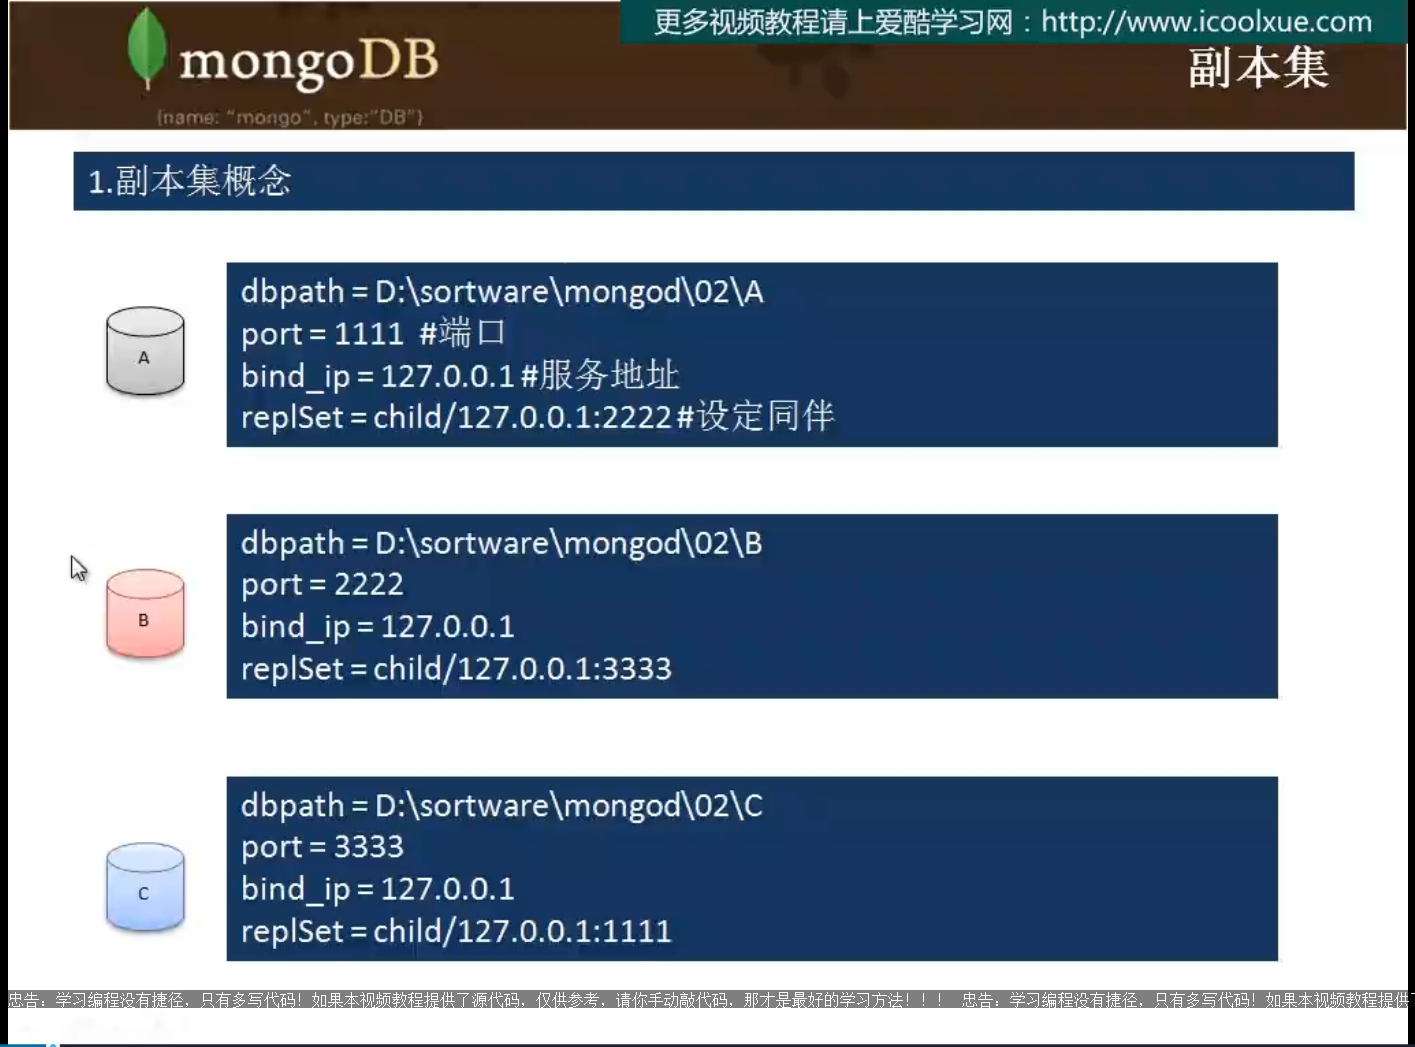 更多视频教程请上爱酷学习网：http://www.icoolxue.com
mongoDB
副本集
{name: "mongo", type:"DB"}
1.副本集概念
A
dbpath = D:\sortware\mongod\02\A
port = 1111 #端口
bind_ip = 127.0.0.1 #服务地址
replSet = child/127.0.0.1:2222 #设定同伴
B
dbpath = D:\sortware\mongod\02\B
port = 2222
bind_ip = 127.0.0.1
replSet = child/127.0.0.1:3333
C
dbpath = D:\sortware\mongod\02\C
port = 3333
bind_ip = 127.0.0.1
replSet = child/127.0.0.1:1111
忠告：学习编程没有捷径，只有多写代码！如果本视频教程提供了源代码，仅供参考，请你手动敲代码，那才是最好的学习方法！！！ 忠告：学习编程没有捷径，只有多写代码！如果本视频教程提供